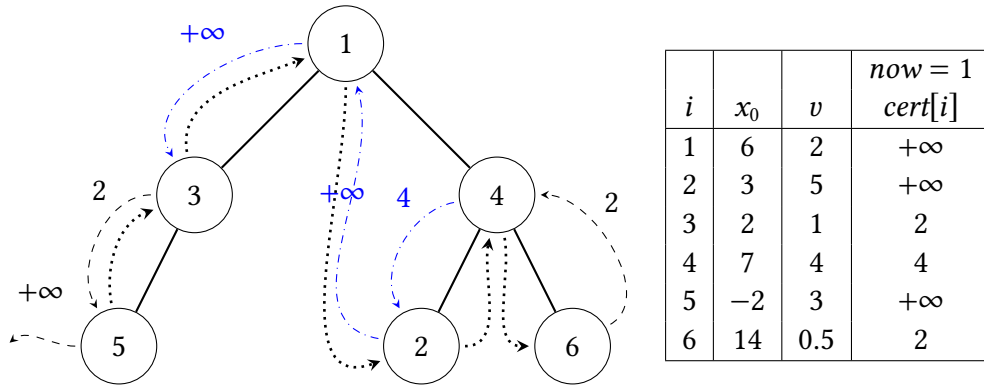 +∞
1
+∞
4
2
3
4
2
+∞
5
2
6
now = 1
i x₀ v cert[i]
1 6 2 +∞
2 3 5 +∞
3 2 1 2
4 7 4 4
5 −2 3 +∞
6 14 0.5 2